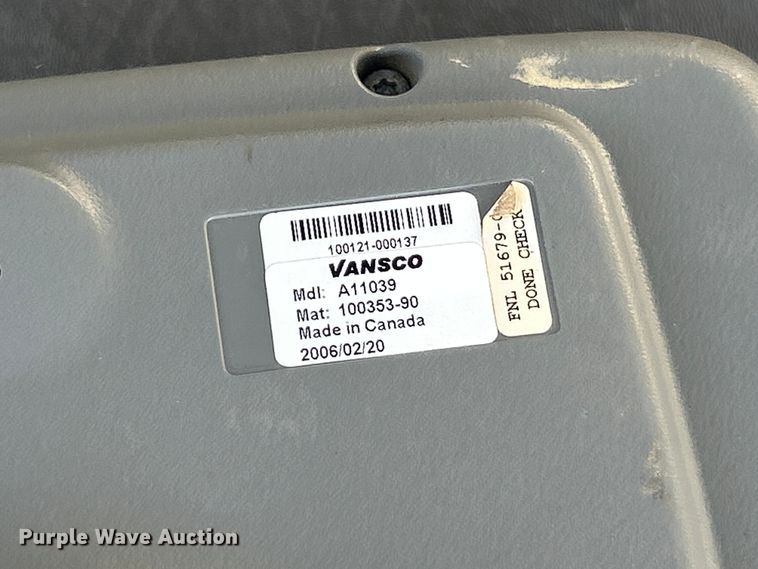 100121-000137
VANSCO
Mdl: A11039
Mat: 100353-90
Made in Canada
2006/02/20
FNL
DONE CHECK
Purple Wave Auction